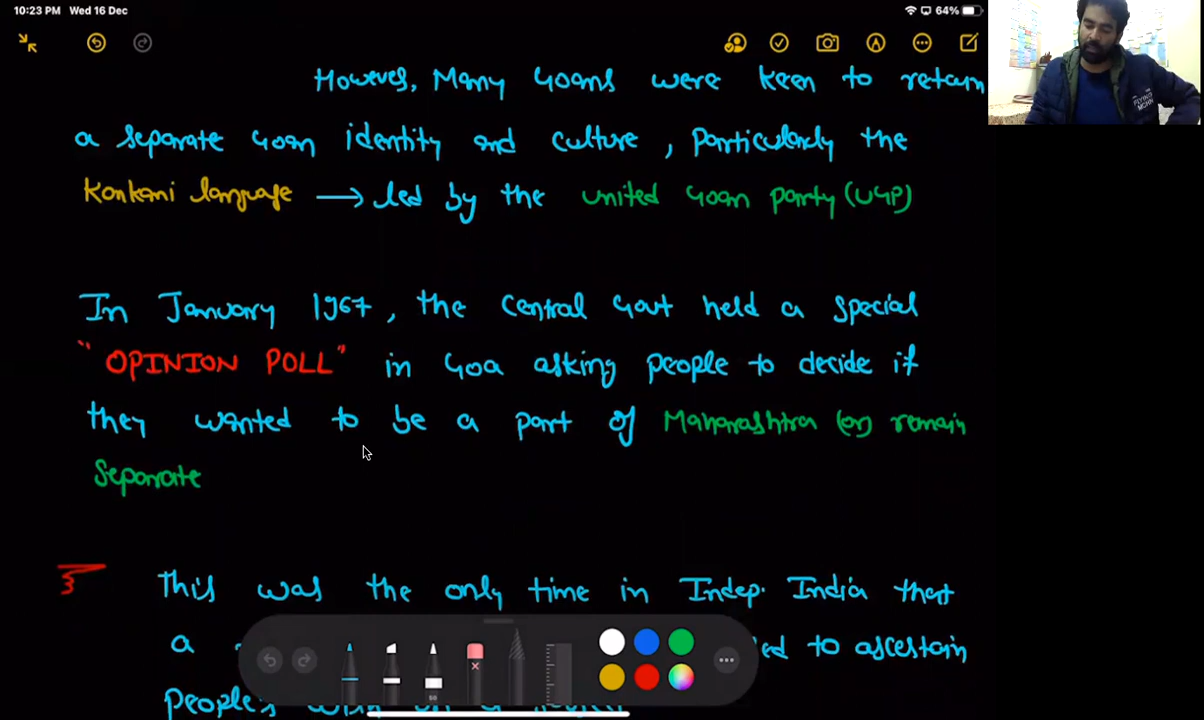 10:23 PM Wed 16 Dec
64%
However, Many Goans were keen to retain
a separate Goan identity and culture, particularly the
Konkani language → led by the united Goan party (UGP)
In January 1967, the central Govt held a special
"OPINION POLL" in Goa asking people to decide if
they wanted to be a part of Maharashtra (or) remain
Separate
This was the only time in Indep. India that
a ed to ascertain
people's